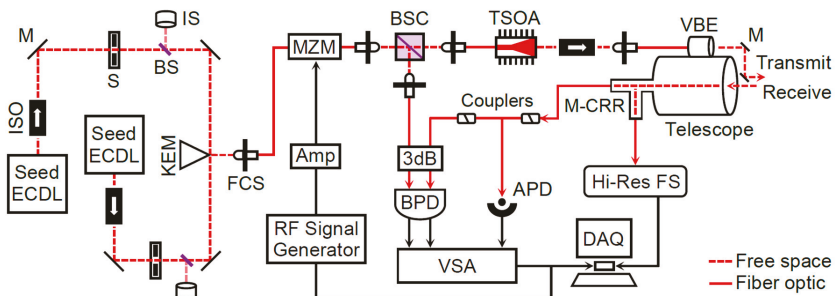 IS
M
BS
S
ISO
Seed
ECDL
Seed
ECDL
KEM
FCS
MZM
Amp
RF Signal
Generator
BSC
TSOA
VBE
M
Transmit
Receive
Telescope
M-CRR
Couplers
3dB
BPD
APD
VSA
Hi-Res FS
DAQ
Free space
Fiber optic